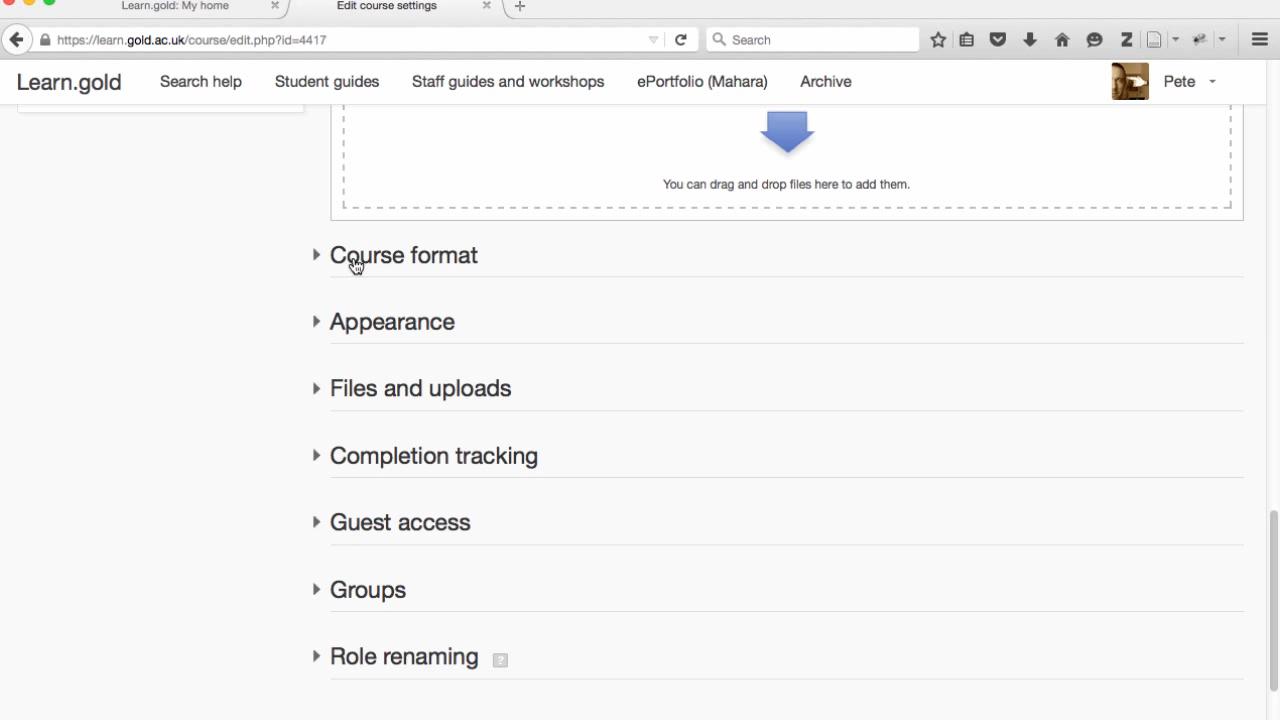 Learn.gold: My home × Edit course settings × +
https://learn.gold.ac.uk/course/edit.php?id=4417 Search Z
Learn.gold Search help Student guides Staff guides and workshops ePortfolio (Mahara) Archive Pete
You can drag and drop files here to add them.
Course format
Appearance
Files and uploads
Completion tracking
Guest access
Groups
Role renaming ?